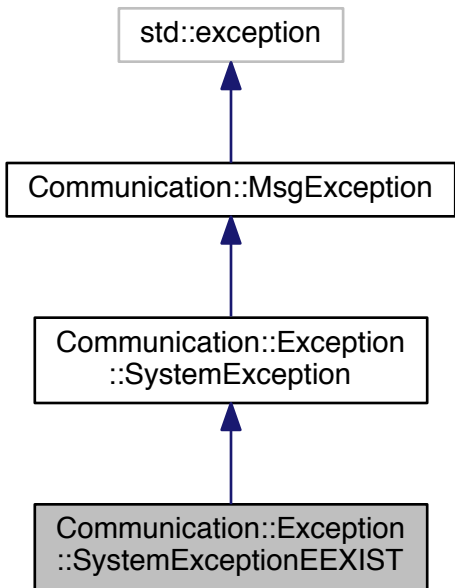 std::exception
Communication::MsgException
Communication::Exception
::SystemException
Communication::Exception
::SystemExceptionEEXIST